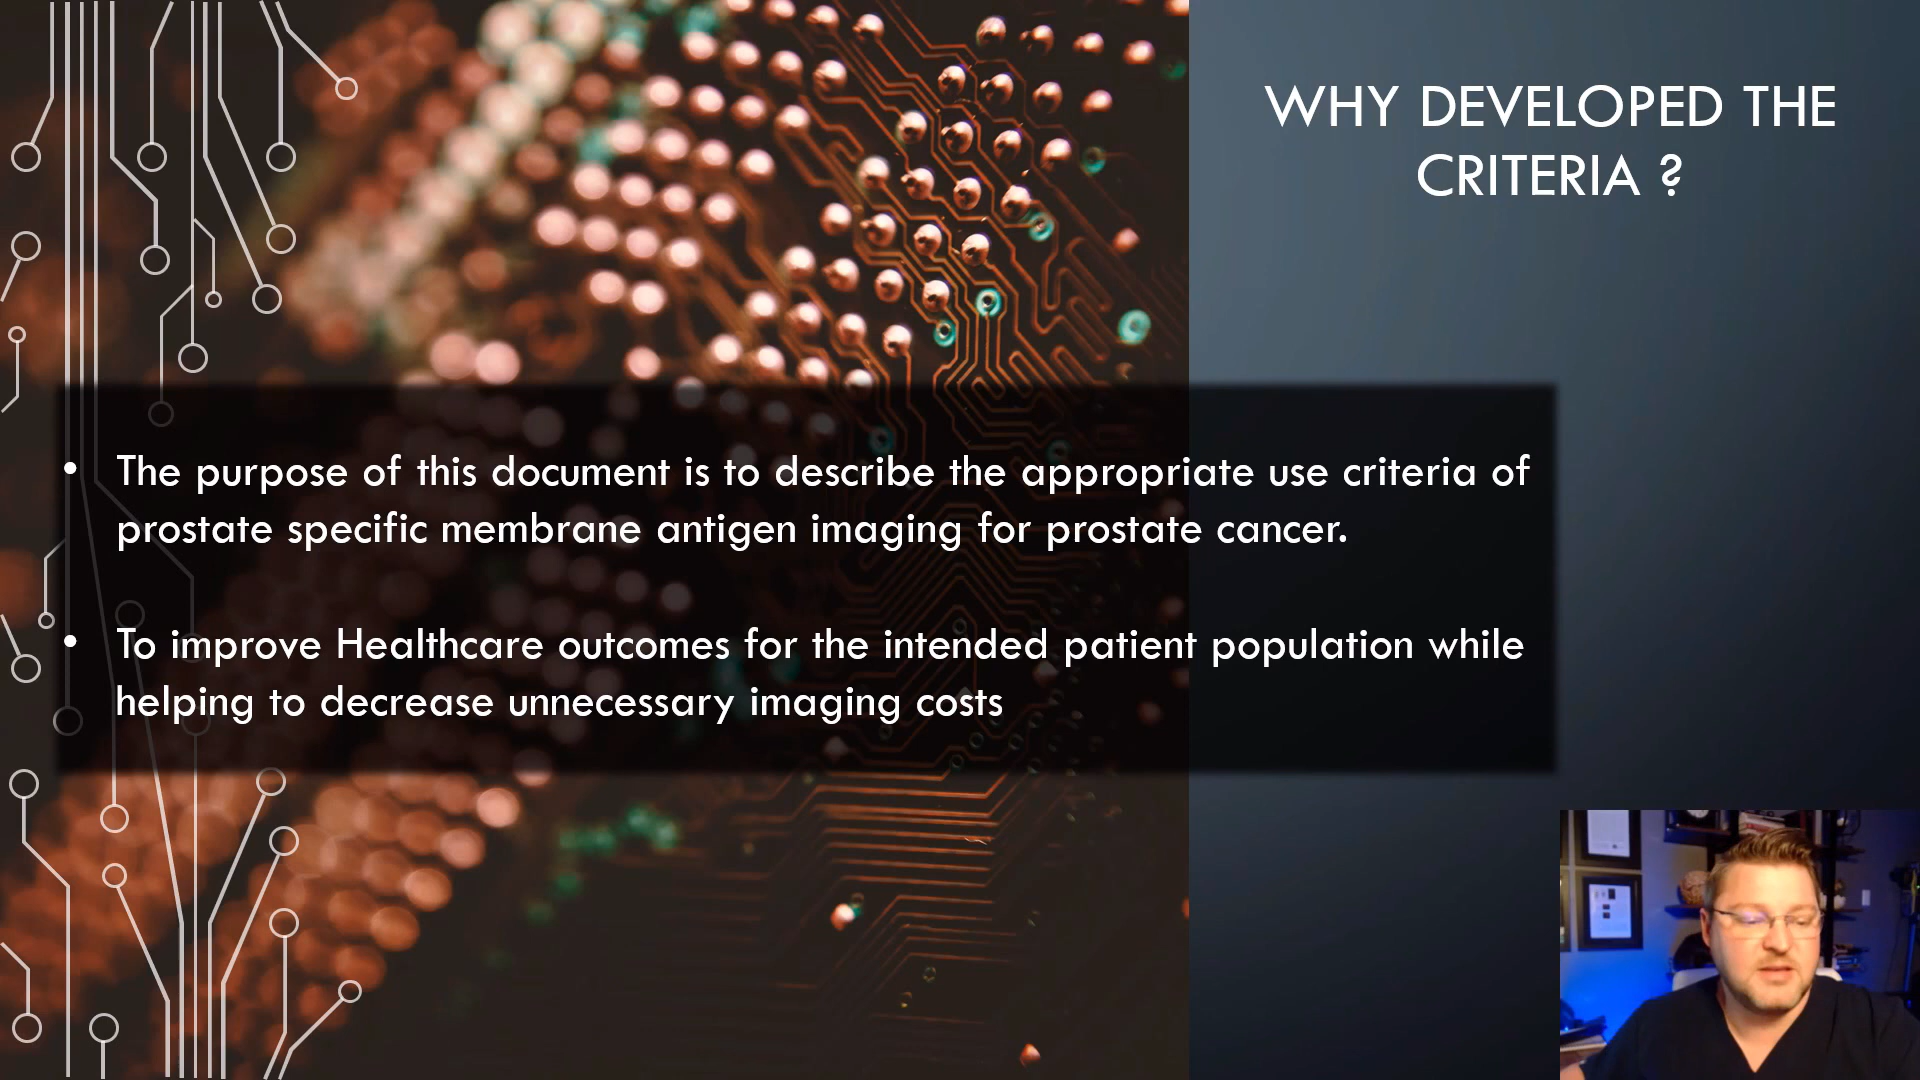 WHY DEVELOPED THE
CRITERIA ?
• The purpose of this document is to describe the appropriate use criteria of
prostate specific membrane antigen imaging for prostate cancer.
• To improve Healthcare outcomes for the intended patient population while
helping to decrease unnecessary imaging costs